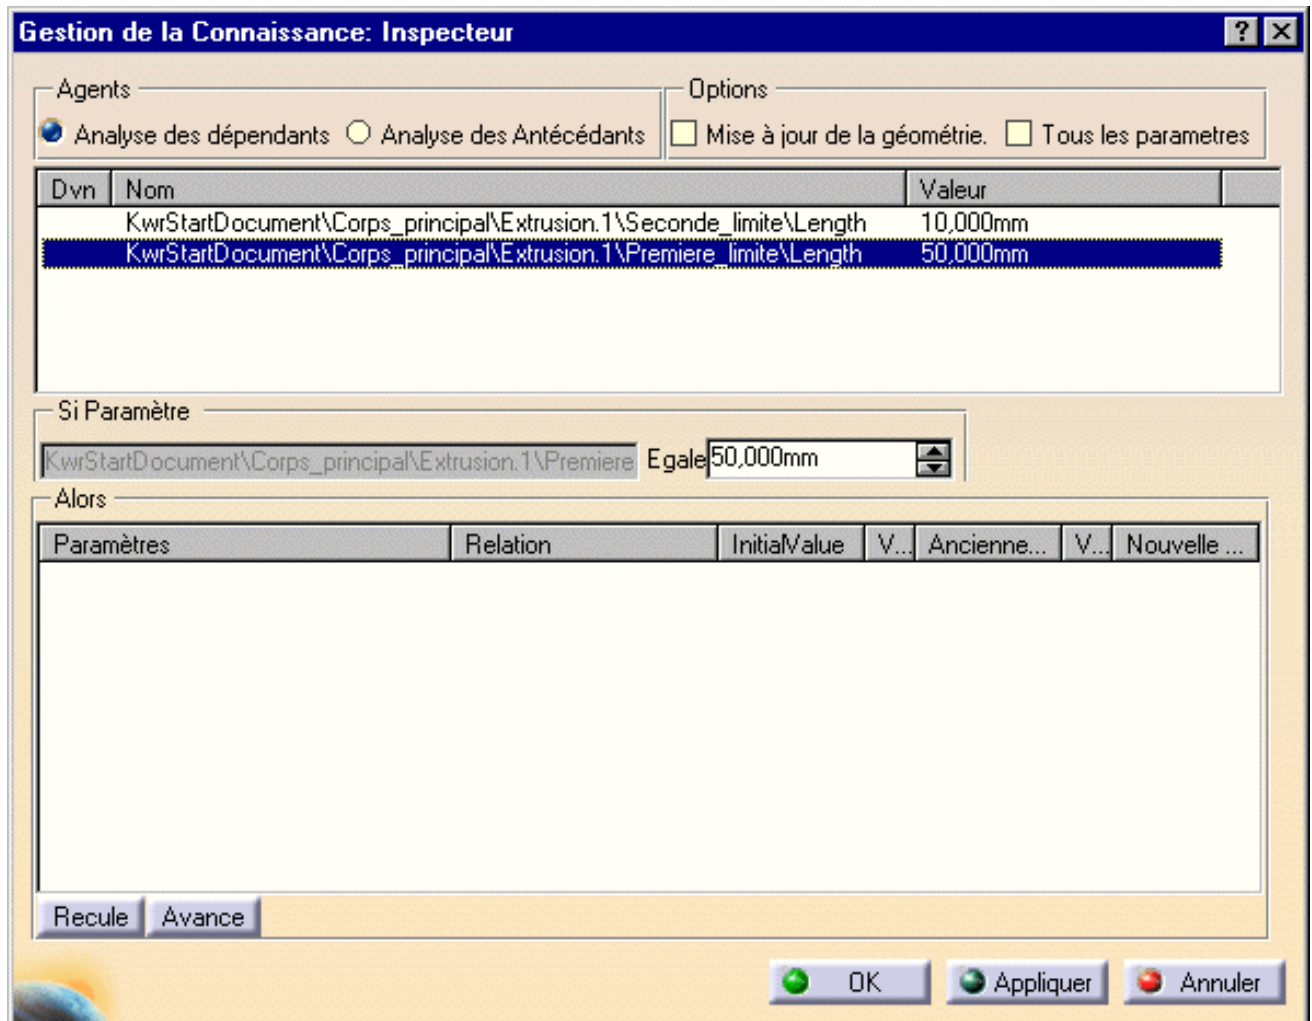 Gestion de la Connaissance: Inspecteur
Agents
Options
Analyse des dépendants Analyse des Antécédants Mise à jour de la géométrie. Tous les parametres
Dvn Nom Valeur
KwrStartDocument\Corps_principal\Extrusion.1\Seconde_limite\Length 10,000mm
KwrStartDocument\Corps_principal\Extrusion.1\Premiere_limite\Length 50,000mm
Si Paramètre
KwrStartDocument\Corps_principal\Extrusion.1\Premiere Egale 50,000mm
Alors
Paramètres Relation InitialValue V... Ancienne... V... Nouvelle ...
Recule Avance
OK Appliquer Annuler